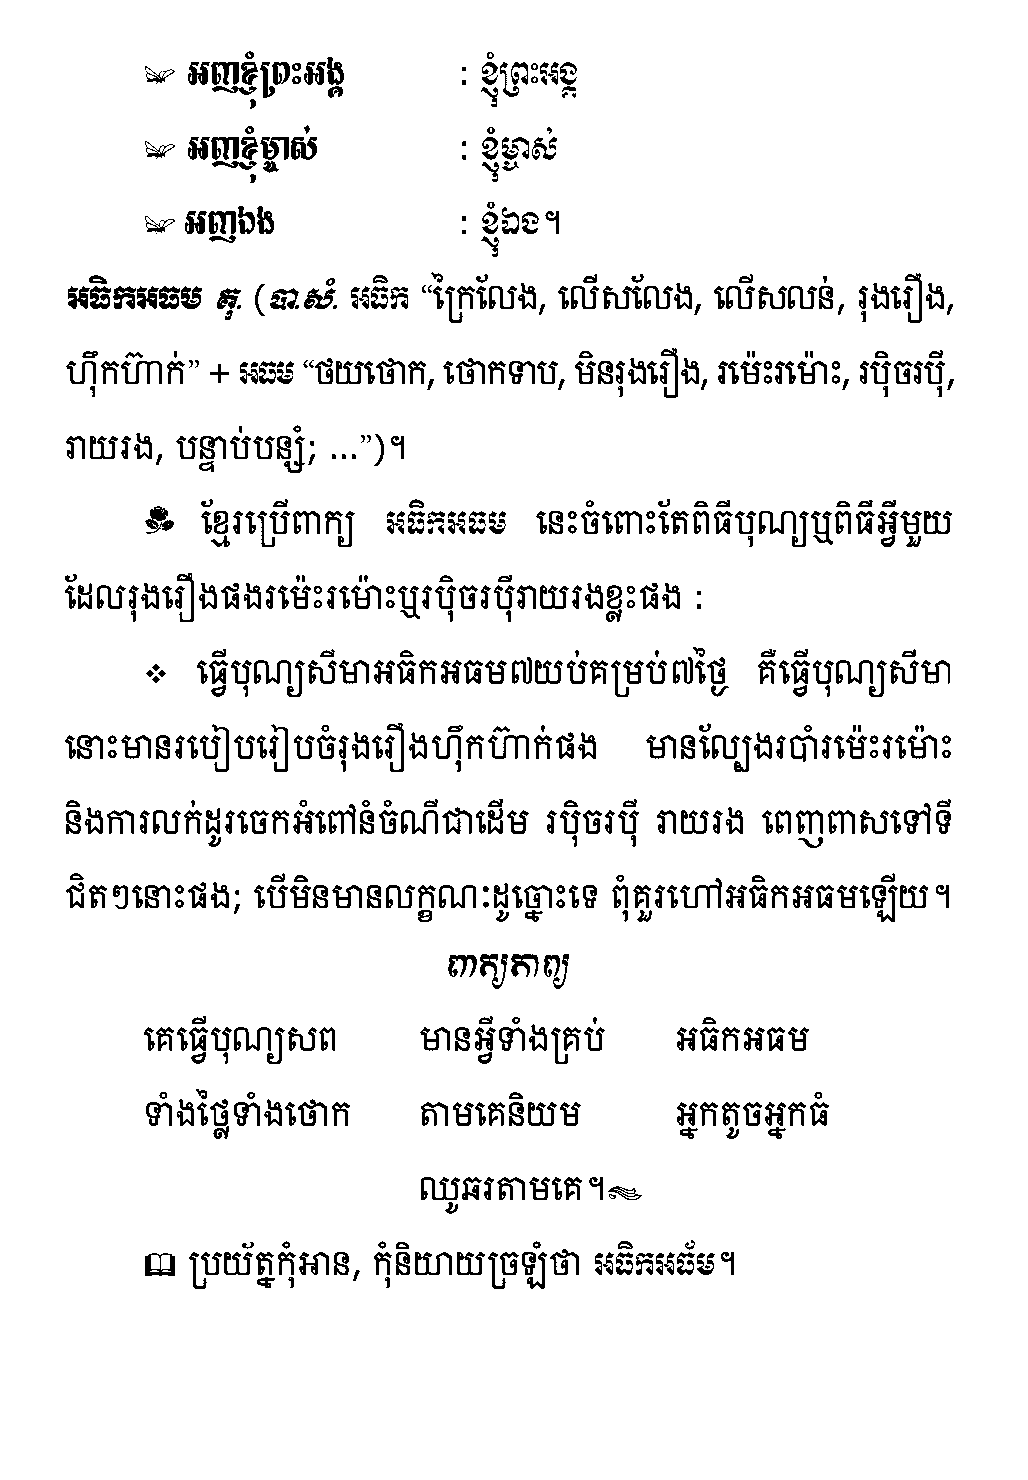 អញខ្ញុំព្រះអង្គ : ខ្ញុំព្រះអង្គ
អញខ្ញុំម្ចាស់ : ខ្ញុំម្ចាស់
អញឯង : ខ្ញុំឯង។
អធិកអធម គុ. (បា.សំ. អធិក “ក្រៃលែង, លើសលែង, លើសលន់, រុងរឿង,
ហ៊ឹកហ៊ាក់” + អធម “ថយថោក, ថោកទាប, មិនរុងរឿង, រម៉េះរម៉ោះ, របិុចរបុី,
រាយរង, បន្ទាប់បន្សំ; ...”)។
ខ្មែរប្រើពាក្យ អធិកអធម នេះចំពោះតែពិធីបុណ្យឬពិធីអ្វីមួយ
ដែលរុងរឿងផងរម៉េះរម៉ោះឬរបិុចរបុីរាយរងខ្លះផង :
❖ ធ្វើបុណ្យសីមាអធិកអធម៧យប់គម្រប់៧ថ្ងៃ គឺធ្វើបុណ្យសីមា
នោះមានរបៀបរៀបចំរុងរឿងហ៊ឹកហ៊ាក់ផង មានល្បែងរបាំរម៉េះរម៉ោះ
និងការលក់ដូរចេកអំពៅនំចំណីជាដើម របិុចរបុី រាយរង ពេញពាសទៅទី
ជិតៗនោះផង; បើមិនមានលក្ខណៈដូច្នោះទេ ពុំគួរហៅអធិកអធមឡើយ។
ពាក្យកាព្យ
គេធ្វើបុណ្យសព មានអ្វីទាំងគ្រប់ អធិកអធម
ទាំងថ្លៃទាំងថោក តាមគេនិយម អ្នកតូចអ្នកធំ
ឈូឆរតាមគេ។
ប្រយ័ត្នកុំអាន, កុំនិយាយច្រឡំថា អធិកអធ័ម។